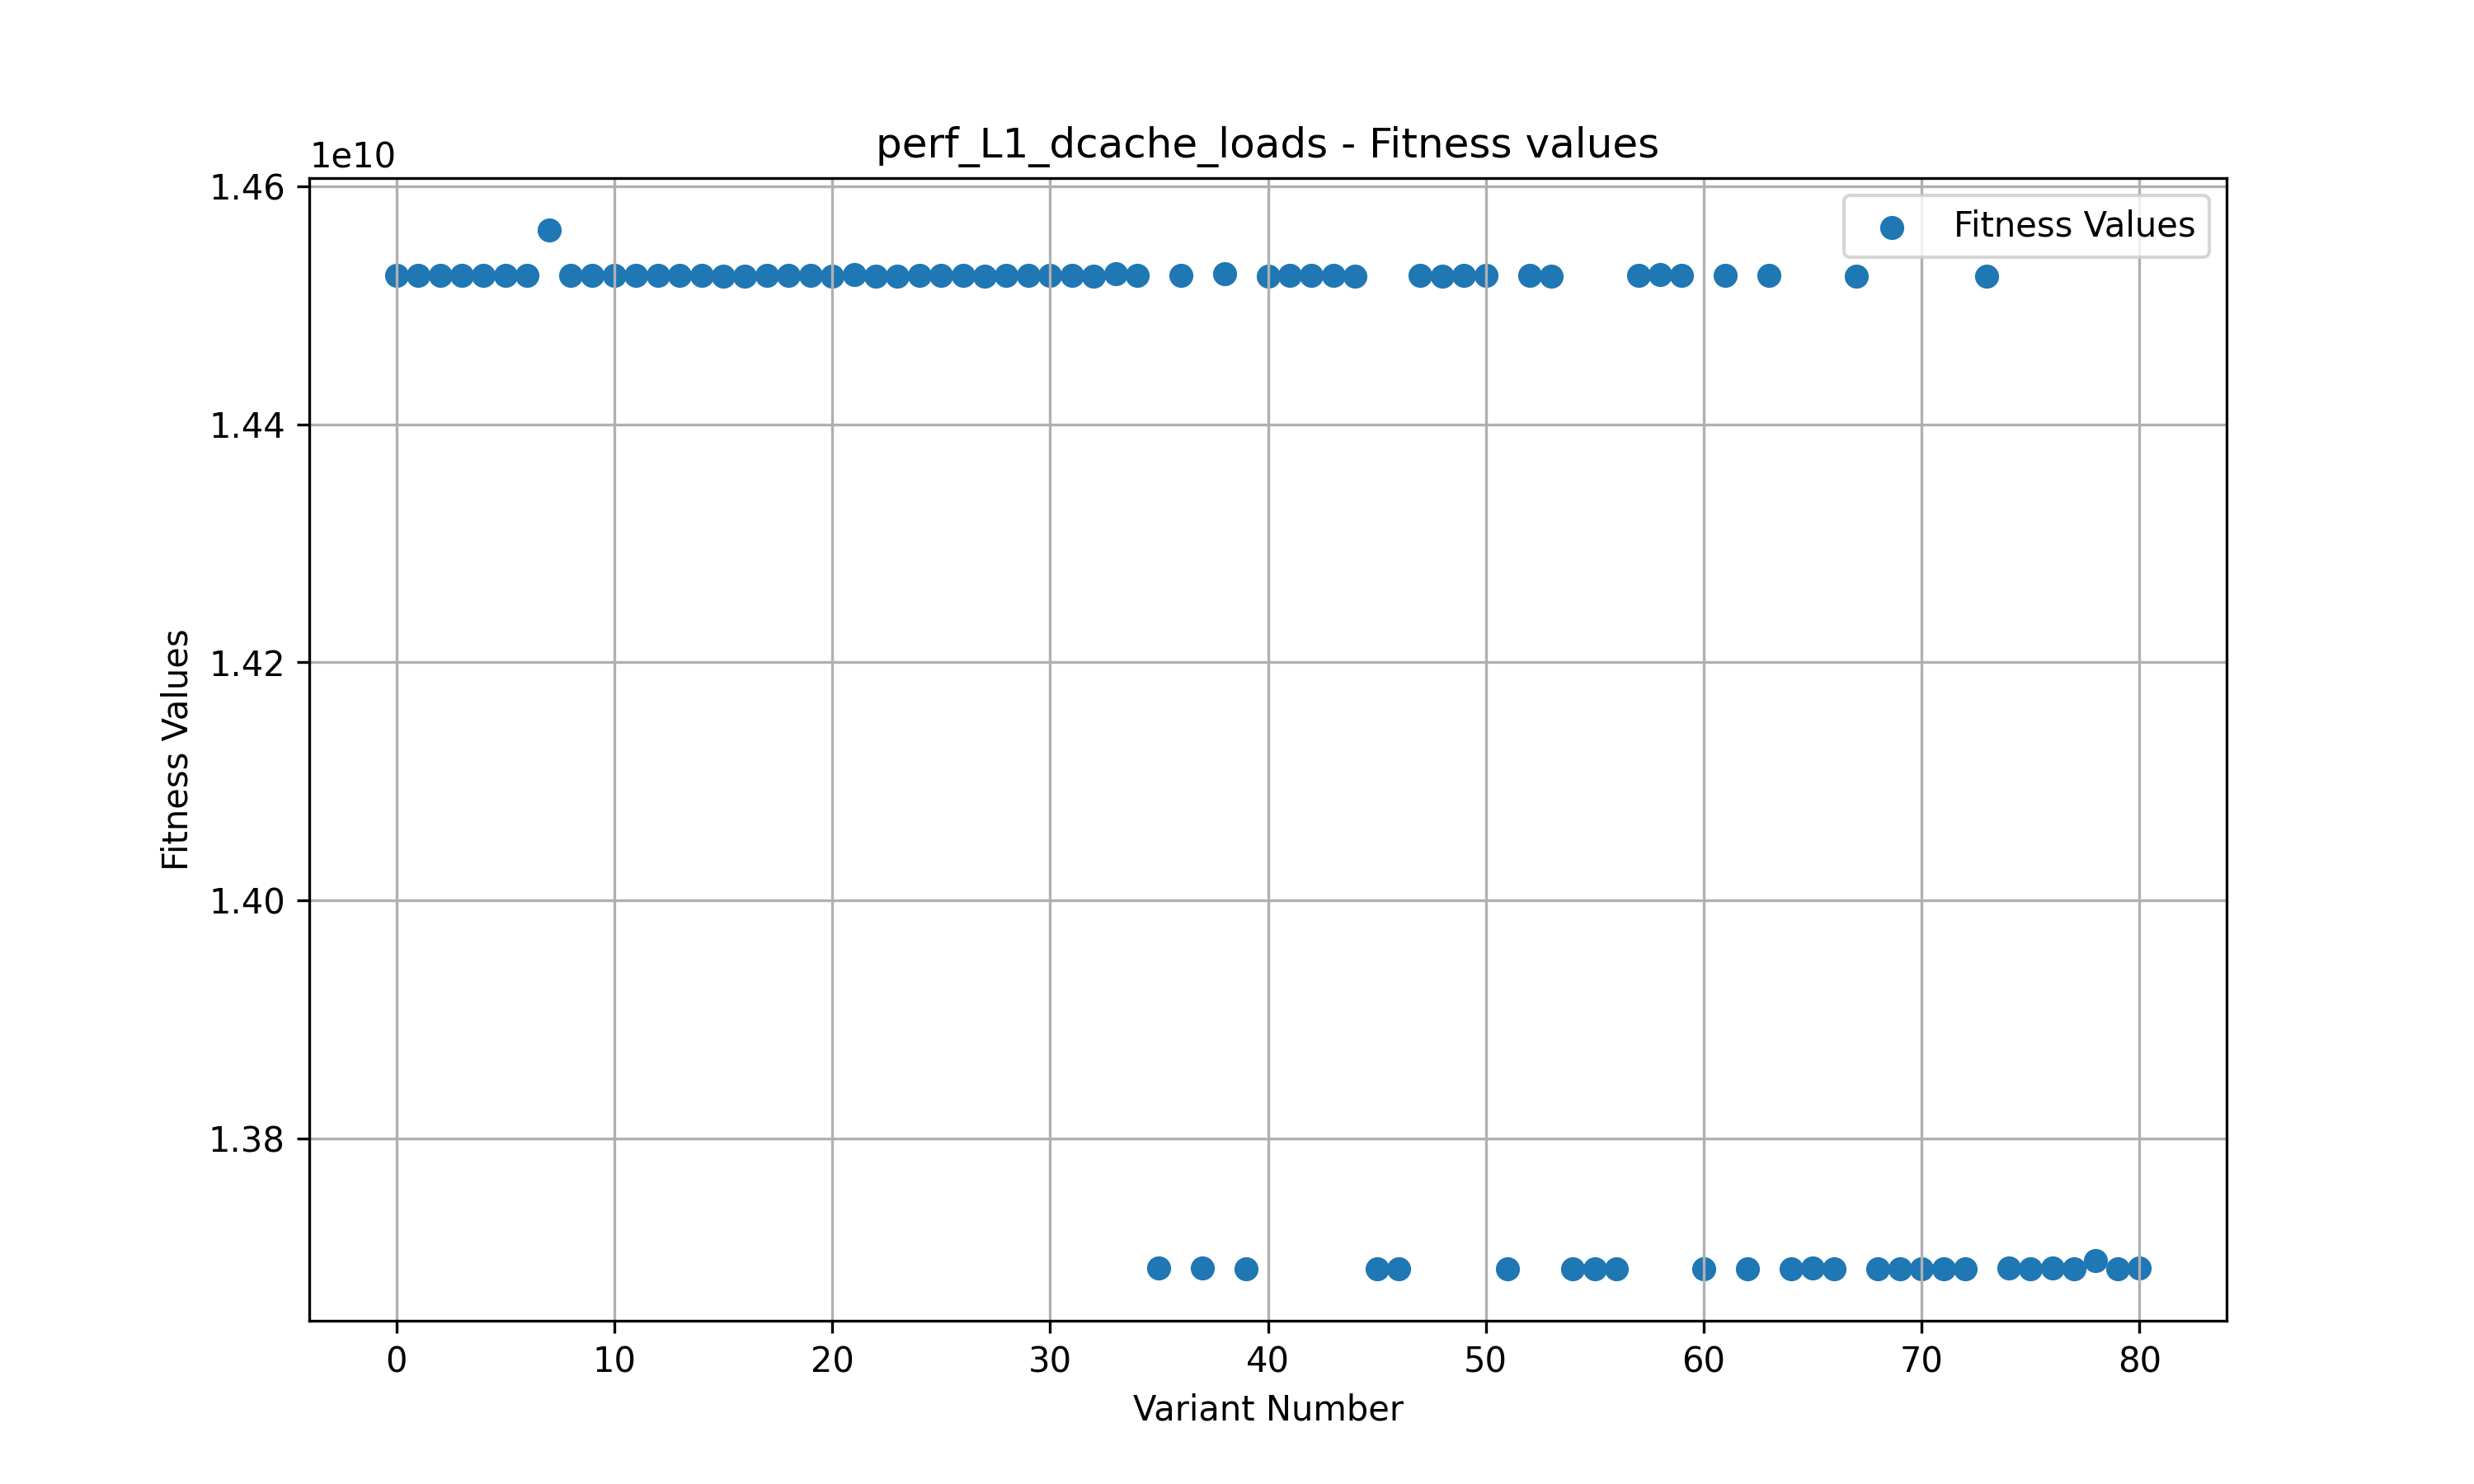 perf_L1_dcache_loads - Fitness values
1e10
1.46
1.44
1.42
1.40
1.38
Fitness Values
Fitness Values
0 10 20 30 40 50 60 70 80
Variant Number